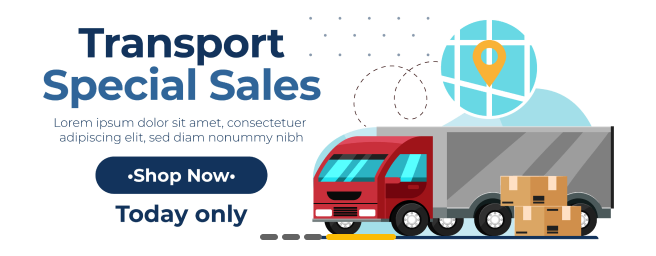 Transport
Special Sales
Lorem ipsum dolor sit amet, consectetuer
adipiscing elit, sed diam nonummy nibh
•Shop Now•
Today only